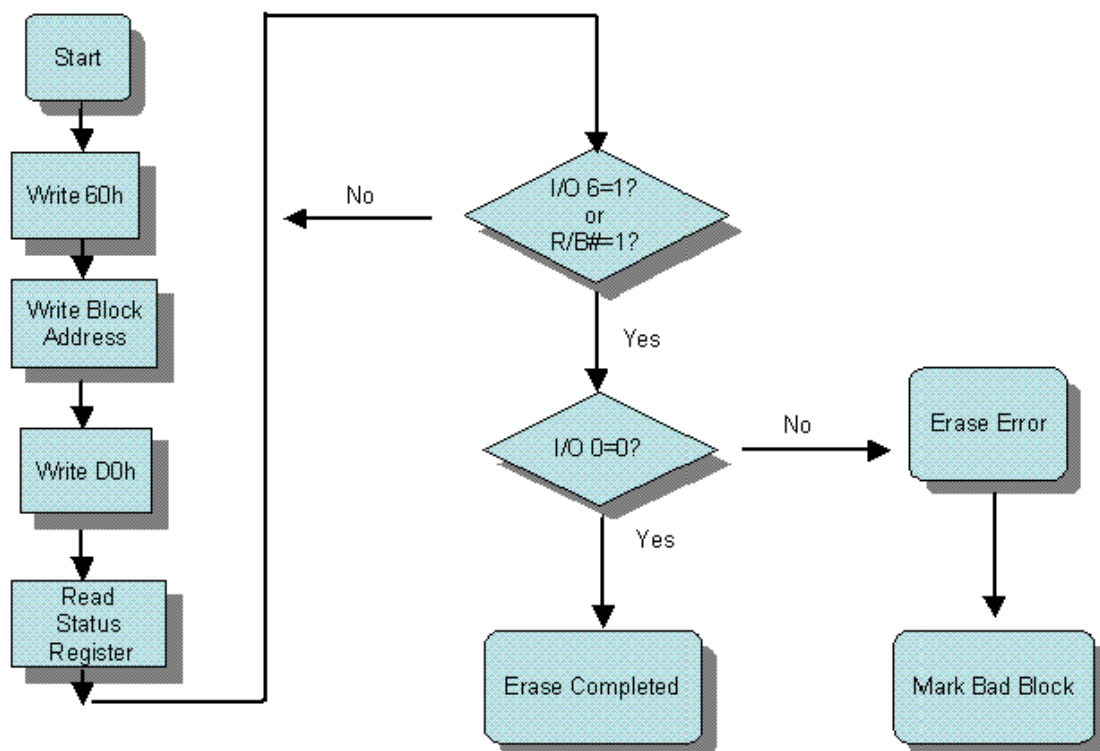 Start
Write 60h
Write Block
Address
Write D0h
Read
Status
Register
I/O 6=1?
or
R/B#=1?
No
Yes
I/O 0=0?
No
Yes
Erase Error
Erase Completed
Mark Bad Block